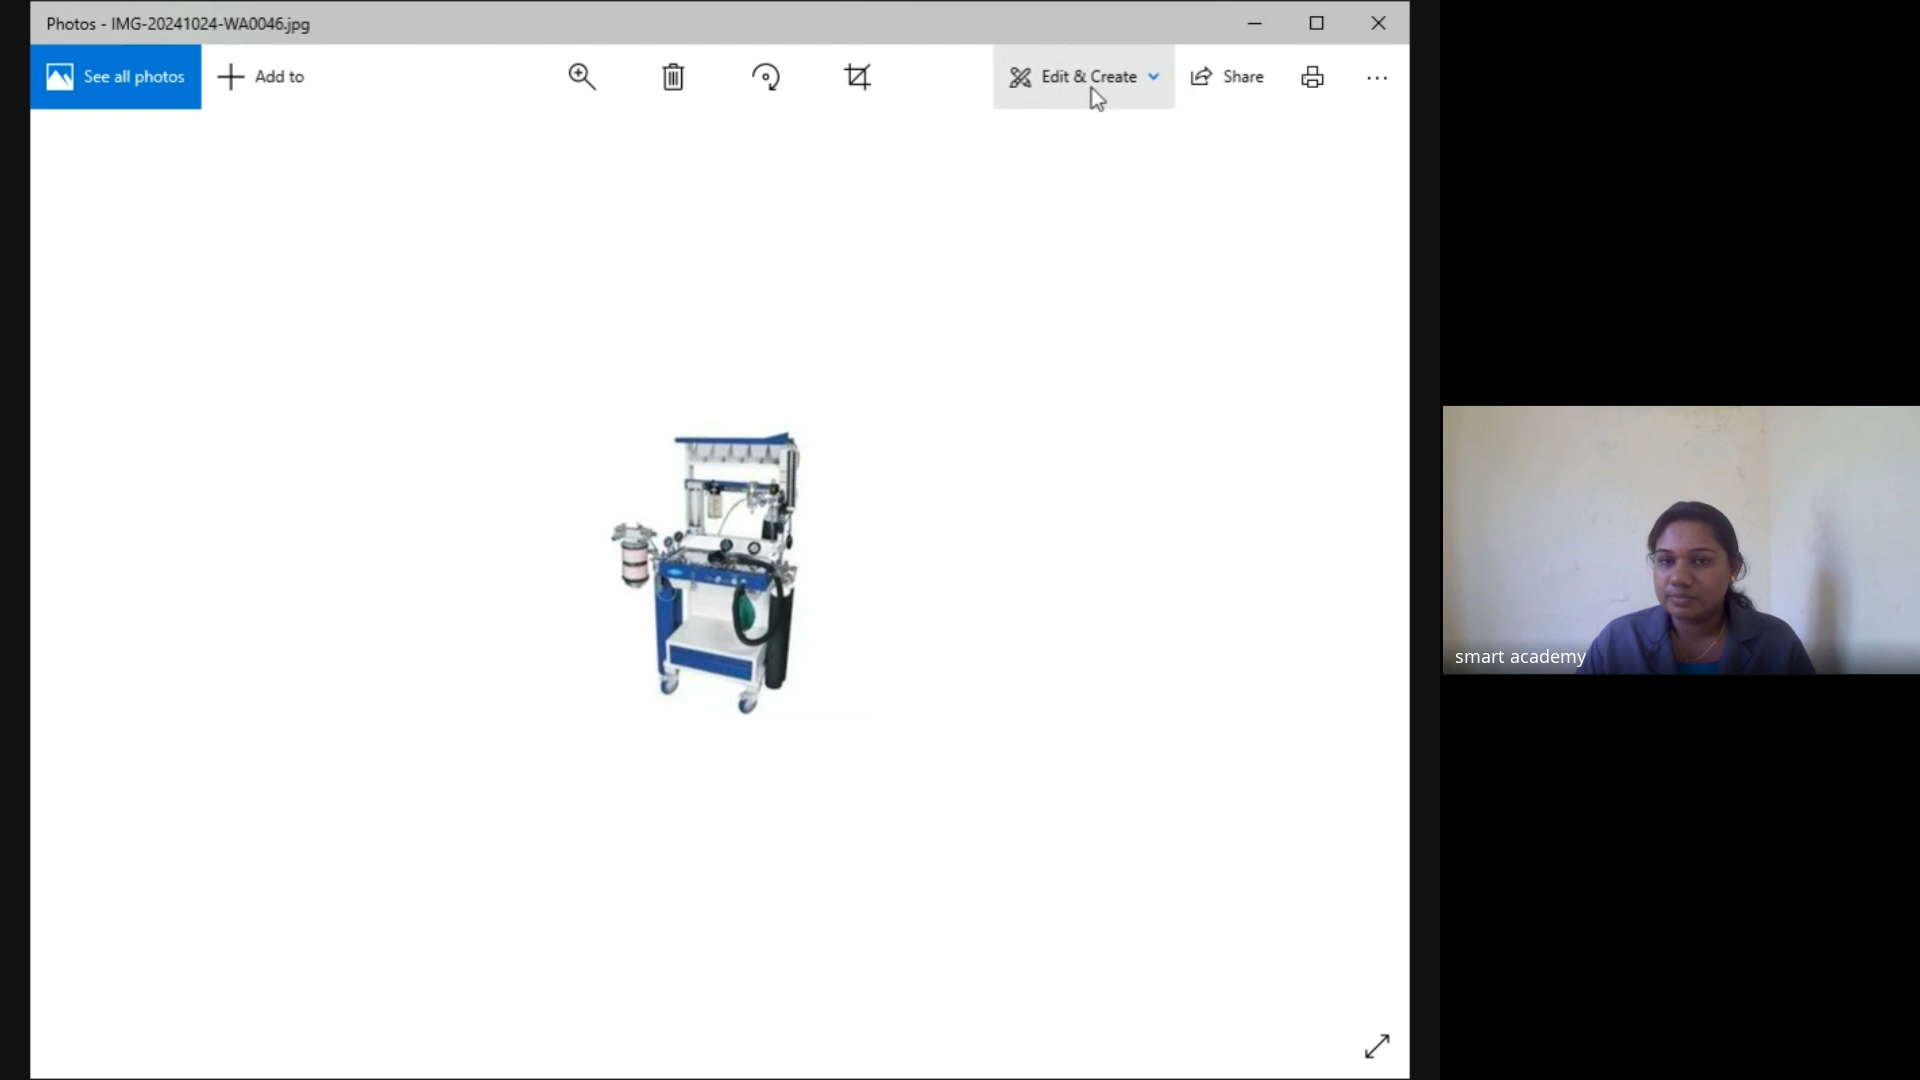 Photos - IMG-20241024-WA0046.jpg
See all photos
Add to
Edit & Create
Share
smart academy